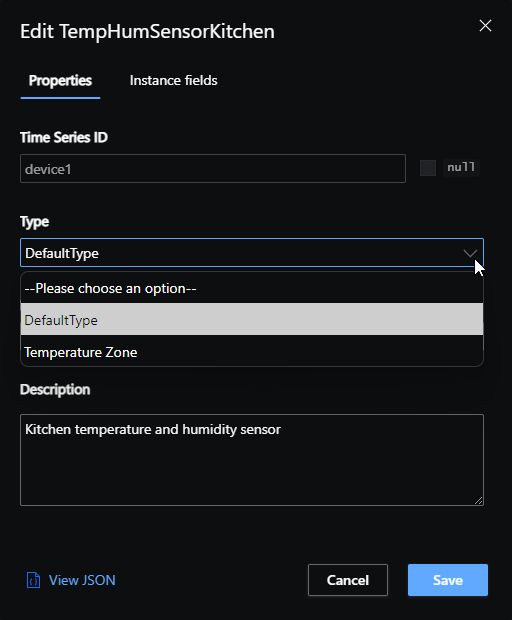 Edit TempHumSensorKitchen
Properties Instance fields
Time Series ID
device1 null
Type
DefaultType
--Please choose an option--
DefaultType
Temperature Zone
Description
Kitchen temperature and humidity sensor
View JSON Cancel Save